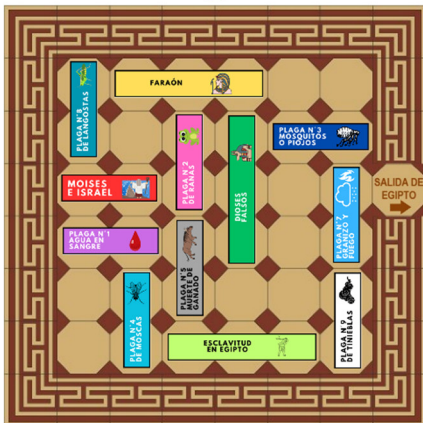 FARAÓN
PLAGA N°8
DE LANGOSTAS
PLAGA N°2
DE RANAS
DIOSES
FALSOS
PLAGA N°3
MOSQUITOS
O PIOJOS
MOISES
E ISRAEL
PLAGA N°7
GRANIZO Y
FUEGO
SALIDA DE
EGIPTO
PLAGA N°1
AGUA EN
SANGRE
PLAGA N°5
MUERTE DE
GANADO
PLAGA N°4
DE MOSCAS
ESCLAVITUD
EN EGIPTO
PLAGA N°9
DE TINIEBLAS